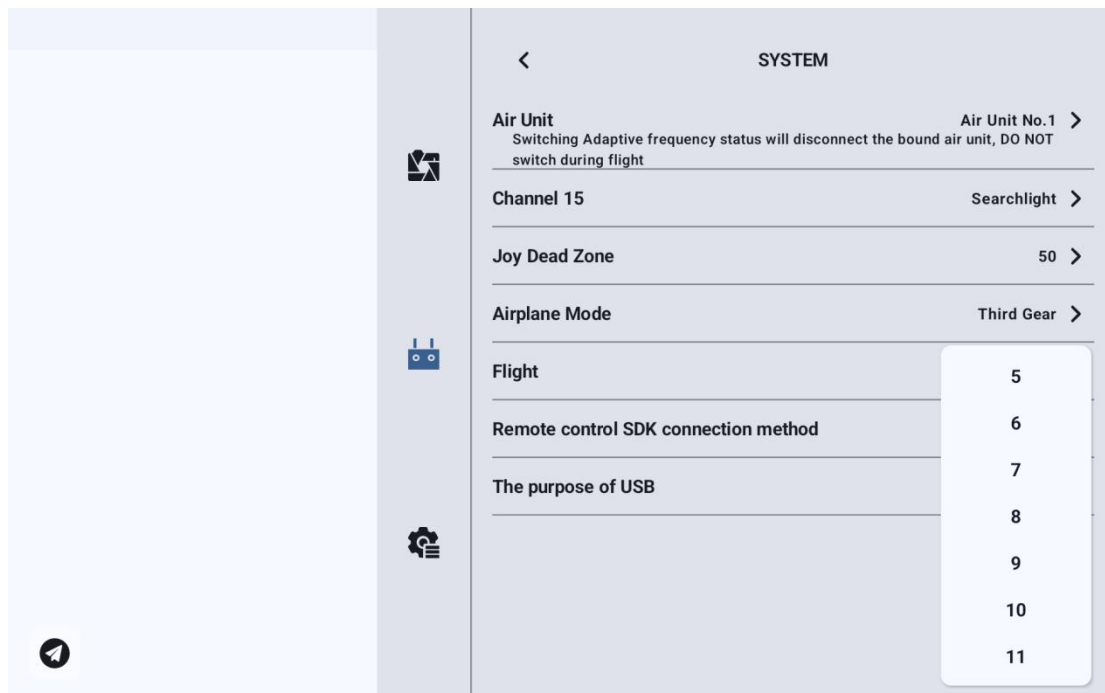 SYSTEM
Air Unit
Air Unit No.1
Switching Adaptive frequency status will disconnect the bound air unit, DO NOT
switch during flight
Channel 15
Searchlight
Joy Dead Zone
50
Airplane Mode
Third Gear
Flight
Remote control SDK connection method
The purpose of USB
5
6
7
8
9
10
11